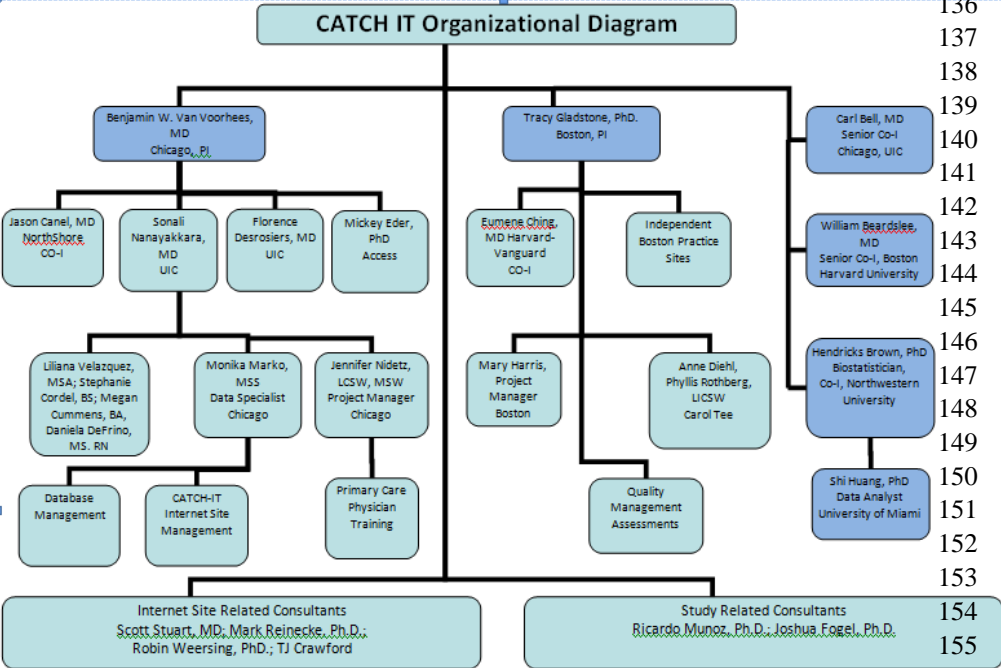 CATCH IT Organizational Diagram
Benjamin W. Van Voorhees,
MD
Chicago, PI
Tracy Gladstone, PhD.
Boston, PI
Carl Bell, MD
Senior Co-I
Chicago, UIC
Jason Canel, MD
NorthShore
CO-I
Sonali
Nanayakkara,
MD
UIC
Florence
Desrosiers, MD
UIC
Mickey Eder,
PhD
Access
Eumene Ching,
MD Harvard-
Vanguard
CO-I
Independent
Boston Practice
Sites
William Beardslee,
MD
Senior Co-I, Boston
Harvard University
Liliana Velazquez,
MSA; Stephanie
Cordel, BS; Megan
Cummens, BA,
Daniela DeFrino,
MS. RN
Monika Marko,
MSS
Data Specialist
Chicago
Jennifer Nidetz,
LCSW, MSW
Project Manager
Chicago
Mary Harris,
Project
Manager
Boston
Anne Diehl,
Phyllis Rothberg,
LICSW
Carol Tee
Hendricks Brown, PhD
Biostatistician,
Co-I, Northwestern
University
Database
Management
CATCH-IT
Internet Site
Management
Primary Care
Physician
Training
Quality
Management
Assessments
Shi Huang, PhD
Data Analyst
University of Miami
Internet Site Related Consultants
Scott Stuart, MD; Mark Reinecke, Ph.D.;
Robin Weersing, PhD.; TJ Crawford
Study Related Consultants
Ricardo Munoz, Ph.D.; Joshua Fogel, Ph.D.
136
137
138
139
140
141
142
143
144
145
146
147
148
149
150
151
152
153
154
155